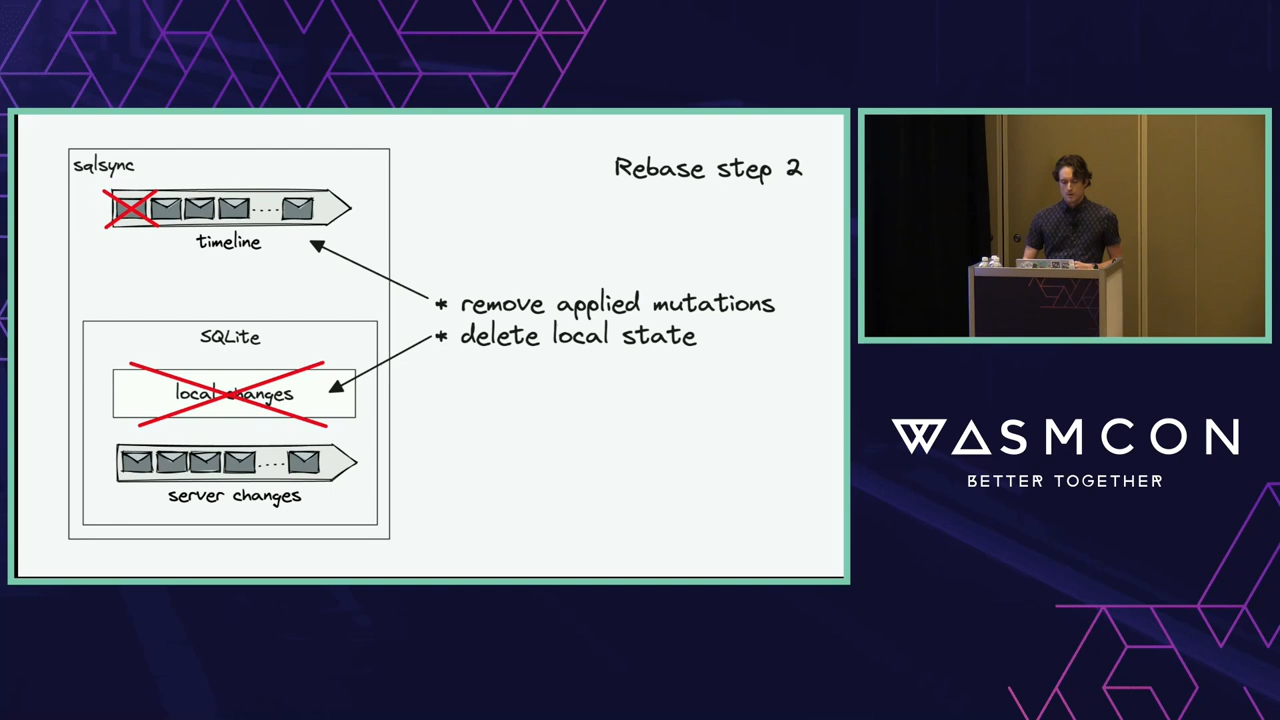 sqlsync
Rebase step 2
timeline
* remove applied mutations
* delete local state
SQLite
local changes
server changes
WASMCON
BETTER TOGETHER